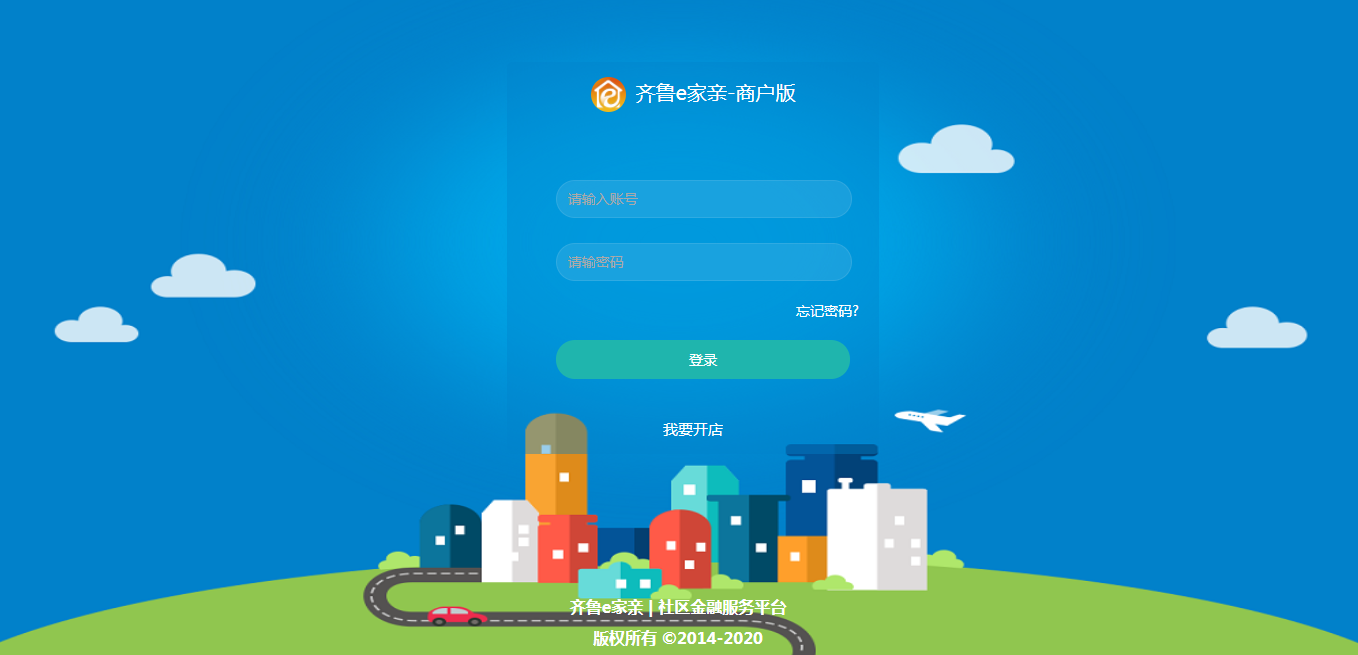 齐鲁e家亲-商户版
请输入账号
请输密码
忘记密码?
登录
我要开店
齐鲁e家亲 | 社区金融服务平台
版权所有 ©2014-2020